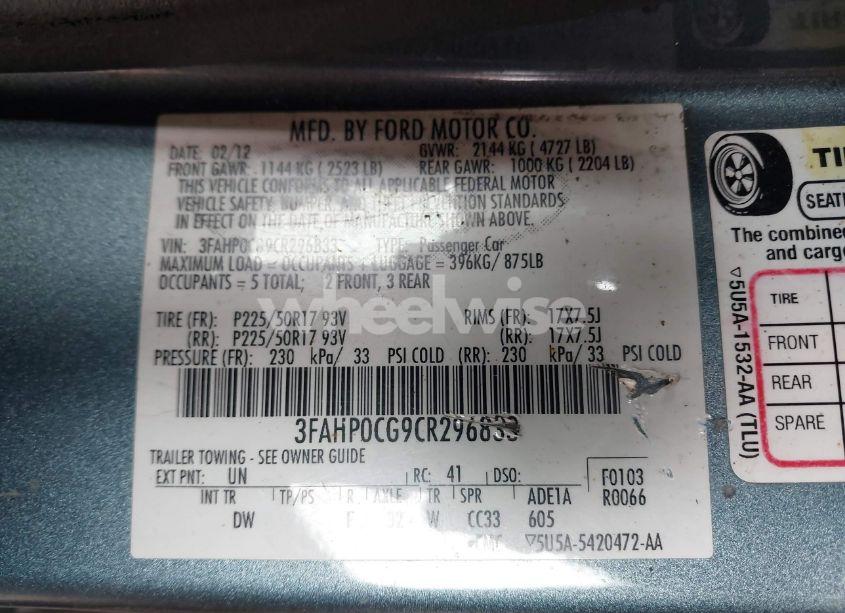 MFD. BY FORD MOTOR CO.
DATE: 02/12 GVWR: 2144 KG ( 4727 LB)
FRONT GAWR: 1144 KG ( 2523 LB) REAR GAWR: 1000 KG ( 2204 LB)
THIS VEHICLE CONFORMS TO ALL APPLICABLE FEDERAL MOTOR
VEHICLE SAFETY, BUMPER, AND THEFT PREVENTION STANDARDS
IN EFFECT ON THE DATE OF MANUFACTURE SHOWN ABOVE.
VIN: 3FAHP0CG9CR296833 TYPE: Passenger Car
MAXIMUM LOAD = OCCUPANTS + LUGGAGE = 396KG/ 875LB
OCCUPANTS = 5 TOTAL; 2 FRONT, 3 REAR
wheelwise
TIRE (FR): P225/50R17 93V RIMS (FR): 17X7.5J
(RR): P225/50R17 93V (RR): 17X7.5J
PRESSURE (FR): 230 kPa/ 33 PSI COLD (RR): 230 kPa/ 33 PSI COLD
3FAHP0CG9CR296833
TRAILER TOWING - SEE OWNER GUIDE
EXT PNT: UN RC: 41 DSO: F0103
R0066
INT TR TP/PS R AXLE TR SPR ADE1A
DW F W CC33 605
▽5U5A-5420472-AA
SEATI
The combined
and cargo
▽5U5A-1532-AA (TLU)
TIRE
FRONT
REAR
SPARE